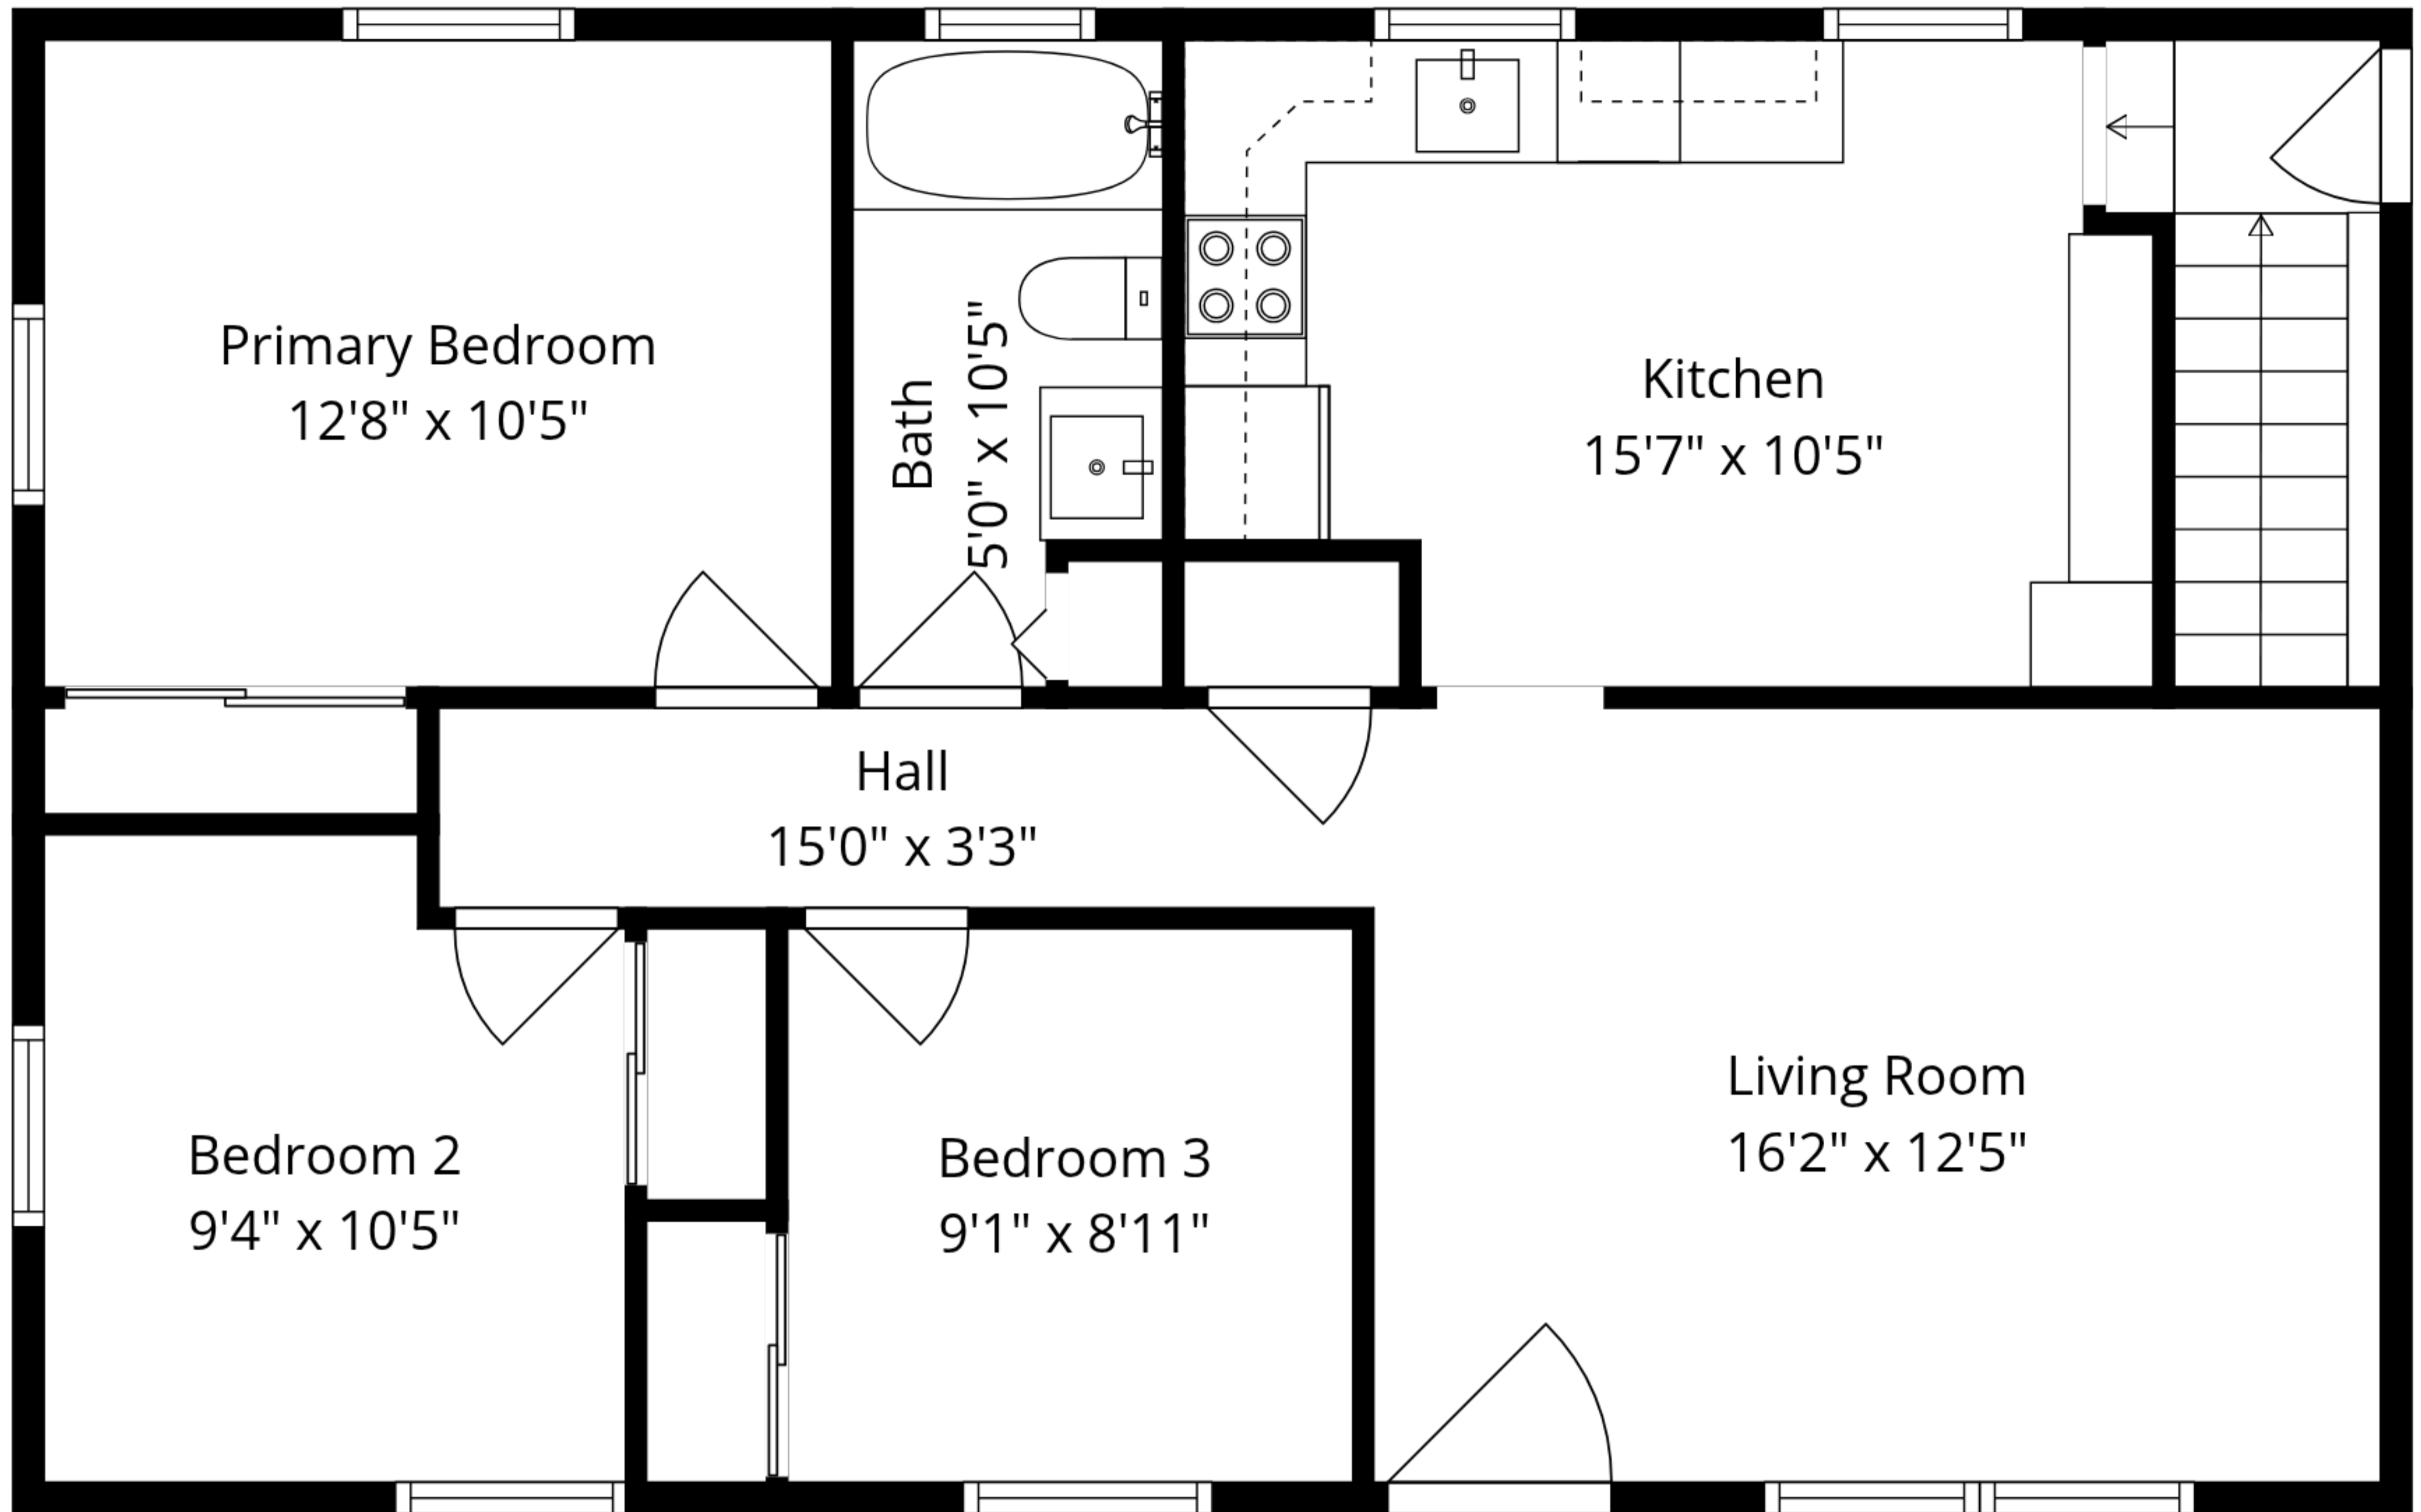 Primary Bedroom
12'8" x 10'5"
Bath
5'0" x 10'5"
Kitchen
15'7" x 10'5"
Hall
15'0" x 3'3"
Bedroom 2
9'4" x 10'5"
Bedroom 3
9'1" x 8'11"
Living Room
16'2" x 12'5"